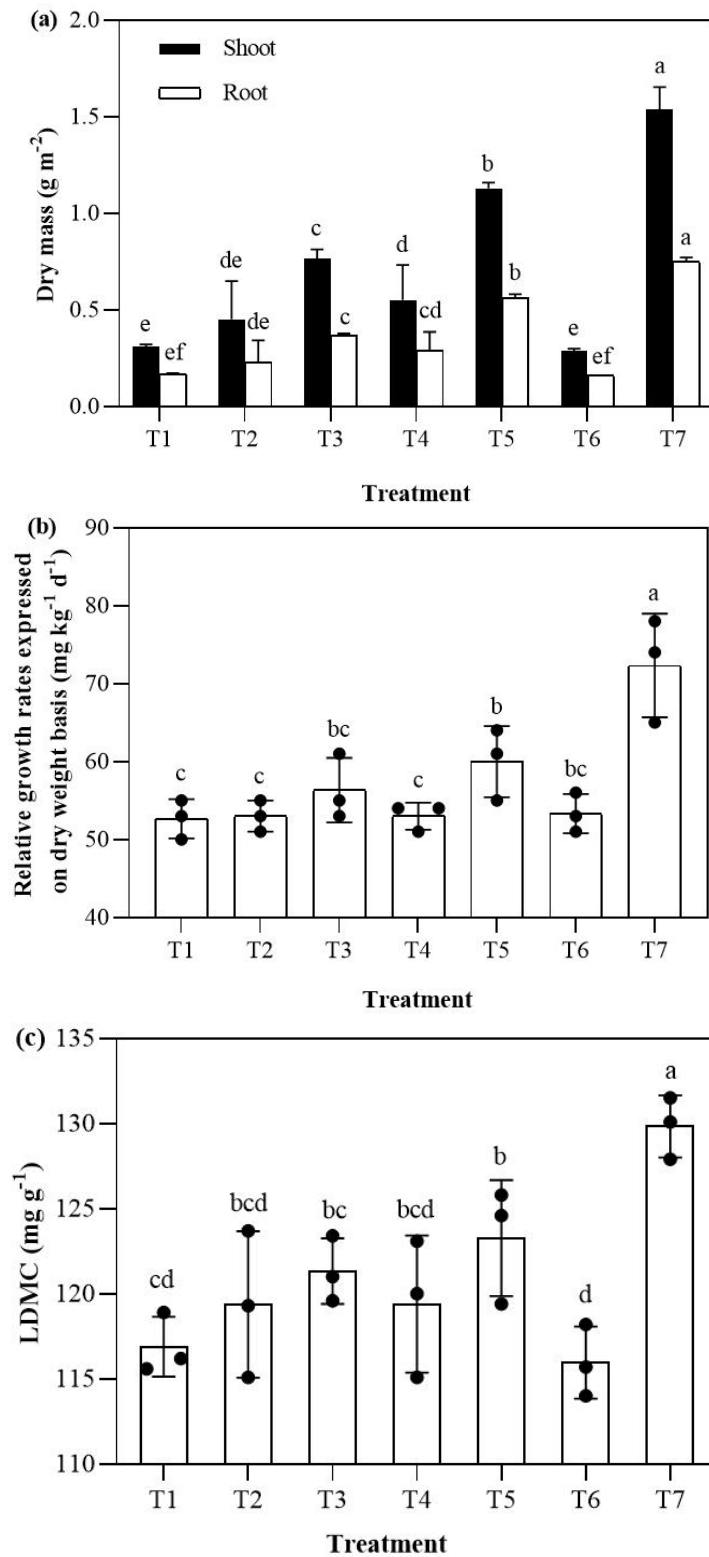 (a)
2.0
1.5
1.0
0.5
0.0
Dry mass (g m⁻²)
Shoot
Root
e
ef
de
de
c
c
d
cd
b
b
e
ef
a
a
T1 T2 T3 T4 T5 T6 T7
Treatment
(b)
90
80
70
60
50
40
Relative growth rates expressed
on dry weight basis (mg kg⁻¹ d⁻¹)
c
c
bc
c
b
bc
a
T1 T2 T3 T4 T5 T6 T7
Treatment
(c)
135
130
125
120
115
110
LDMC (mg g⁻¹)
cd
bcd
bc
bcd
b
d
a
T1 T2 T3 T4 T5 T6 T7
Treatment